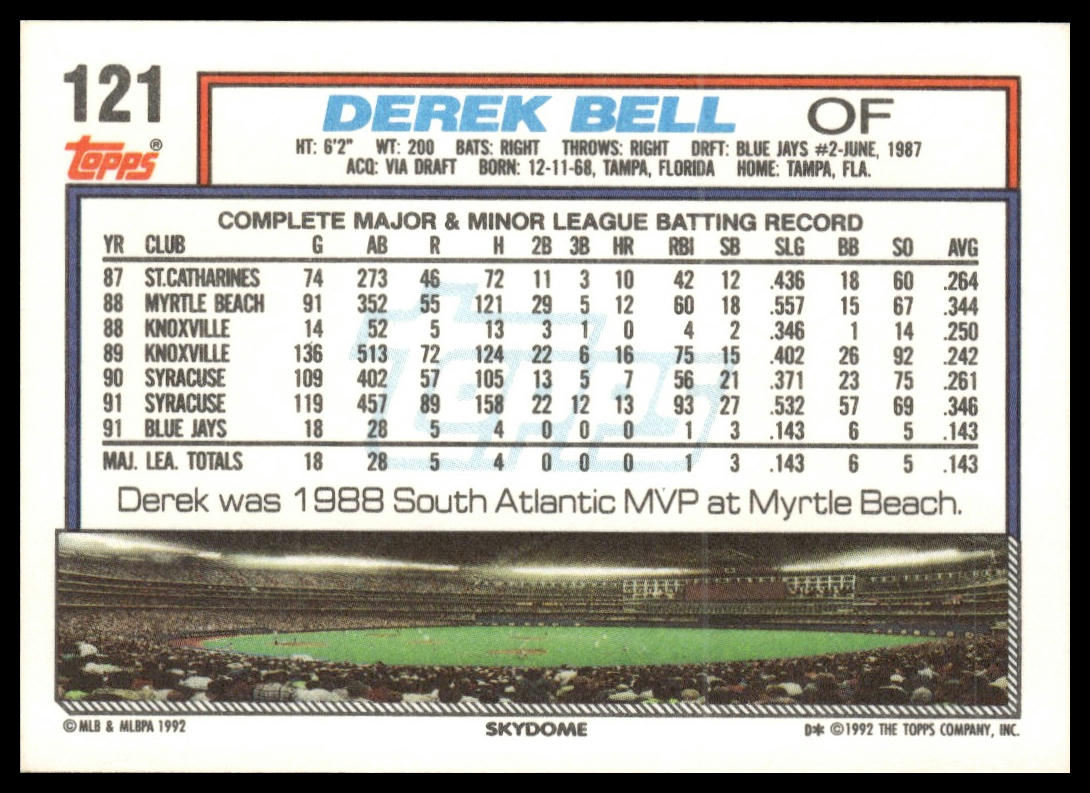 121
topps®
DEREK BELL OF
HT: 6'2" WT: 200 BATS: RIGHT THROWS: RIGHT DRFT: BLUE JAYS #2-JUNE, 1987
ACQ: VIA DRAFT BORN: 12-11-68, TAMPA, FLORIDA HOME: TAMPA, FLA.
COMPLETE MAJOR & MINOR LEAGUE BATTING RECORD
YR CLUB G AB R H 2B 3B HR RBI SB SLG BB SO AVG
87 ST.CATHARINES 74 273 46 72 11 3 10 42 12 .436 18 60 .264
88 MYRTLE BEACH 91 352 55 121 29 5 12 60 18 .557 15 67 .344
88 KNOXVILLE 14 52 5 13 3 1 0 4 2 .346 1 14 .250
89 KNOXVILLE 136 513 72 124 22 6 16 75 15 .402 26 92 .242
90 SYRACUSE 109 402 57 105 13 5 7 56 21 .371 23 75 .261
91 SYRACUSE 119 457 89 158 22 12 13 93 27 .532 57 69 .346
91 BLUE JAYS 18 28 5 4 0 0 0 1 3 .143 6 5 .143
MAJ. LEA. TOTALS 18 28 5 4 0 0 0 1 3 .143 6 5 .143
topps
Derek was 1988 South Atlantic MVP at Myrtle Beach.
© MLB & MLBPA 1992 SKYDOME D* © 1992 THE TOPPS COMPANY, INC.